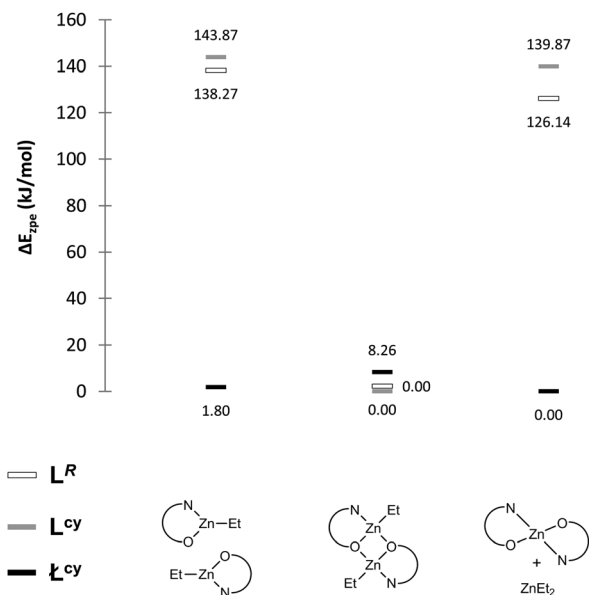 160
143.87
139.87
140
138.27
126.14
120
100
80
60
40
20
0
ΔE_zpe (kJ/mol)
8.26
0.00
1.80
0.00
0.00
L^R
L^cy
Ł^cy
N
Zn—Et
O
Et—Zn
O
N
N
Et
Zn
O
O
Zn
Et
N
N
O
Zn
O
N
+
ZnEt₂